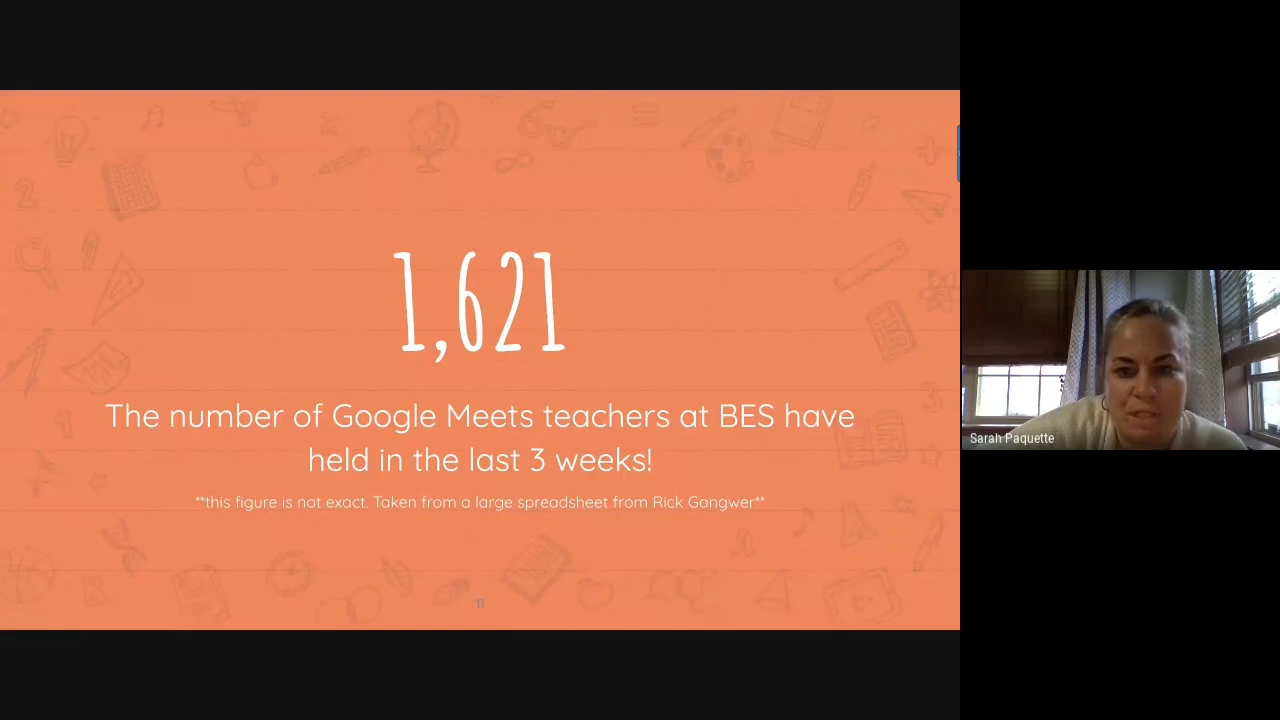 1,621
The number of Google Meets teachers at BES have
held in the last 3 weeks!
**this figure is not exact. Taken from a large spreadsheet from Rick Gangwer**
11
Sarah Paquette